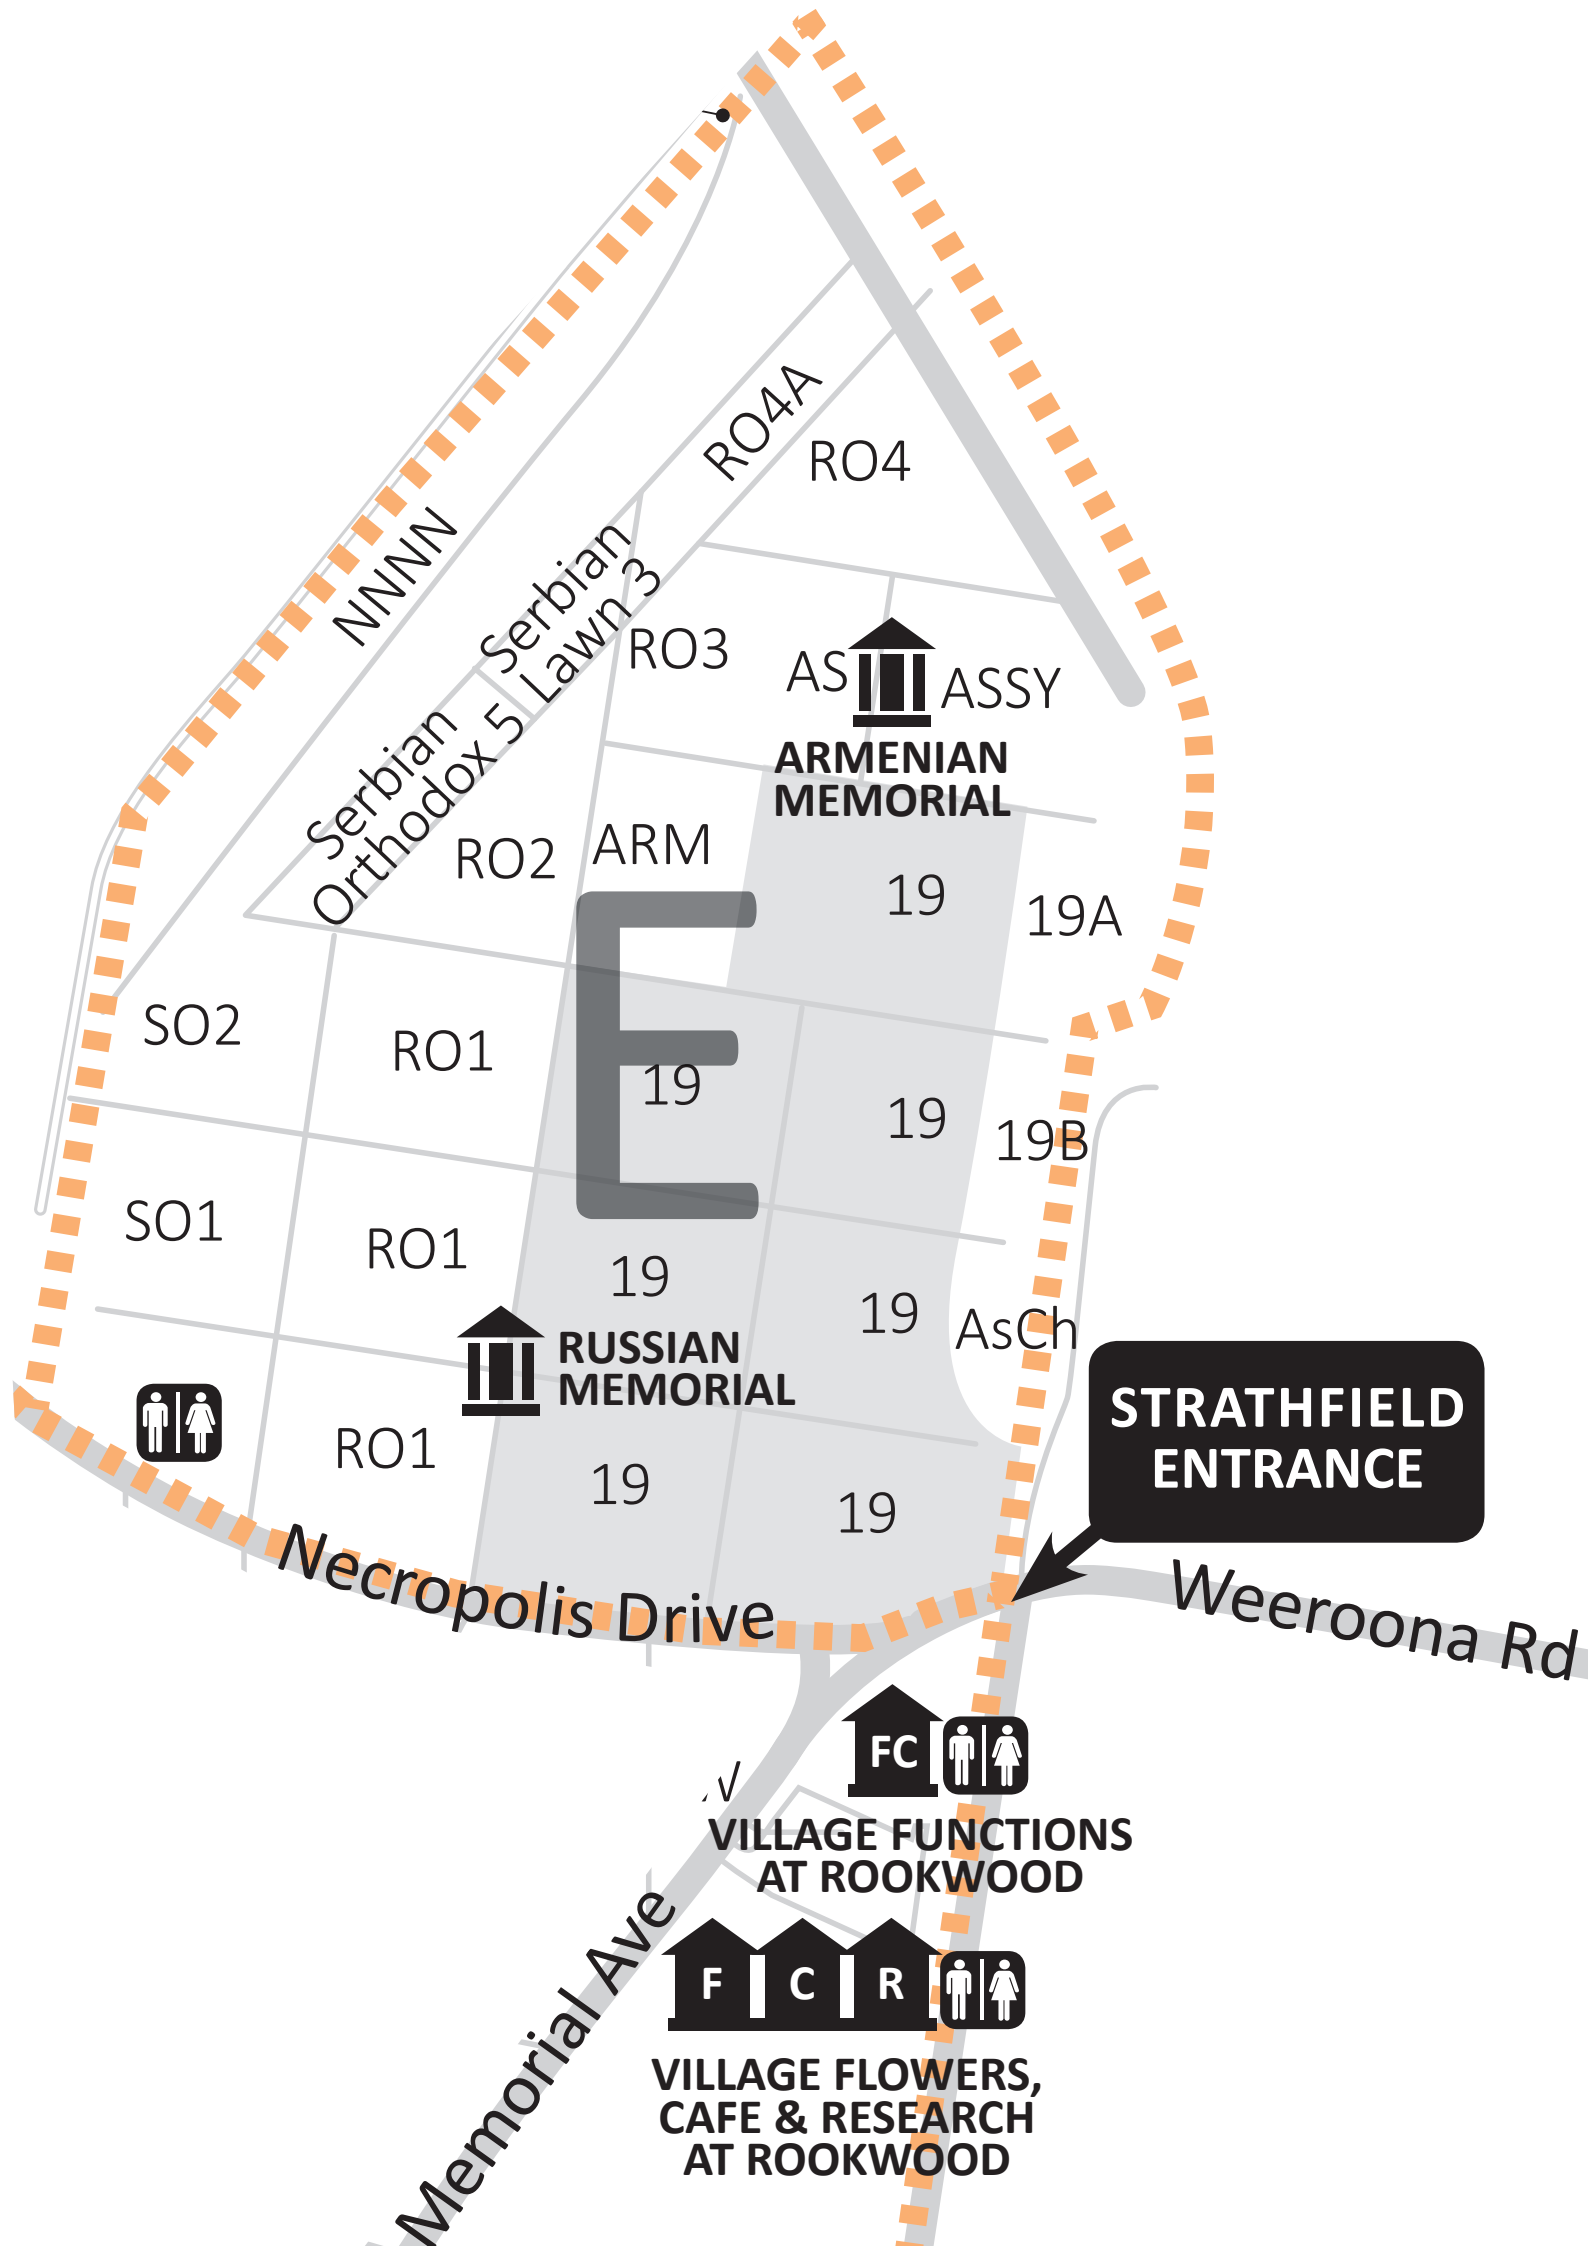 RO4A
RO4
NNNN
Serbian
Lawn 3
RO3
AS
ASSY
ARMENIAN
MEMORIAL
Serbian
Orthodox 5
RO2
ARM
19
19A
E
SO2
RO1
19
19
19B
SO1
RO1
19
19
AsCh
RUSSIAN
MEMORIAL
STRATHFIELD
ENTRANCE
RO1
19
19
Necropolis Drive
Weeroona Rd
FC
VILLAGE FUNCTIONS
AT ROOKWOOD
Memorial Ave
F C R
VILLAGE FLOWERS,
CAFE & RESEARCH
AT ROOKWOOD